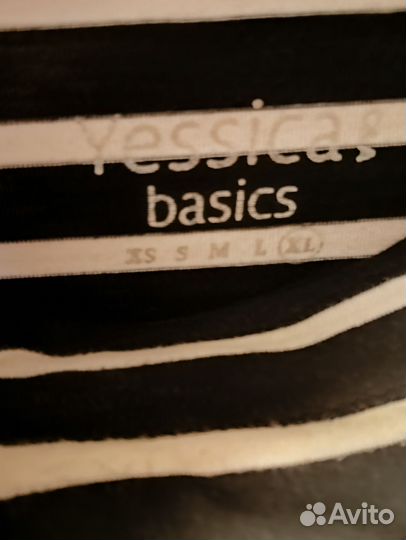 Yessica
basics
XS S M L XL
Avito